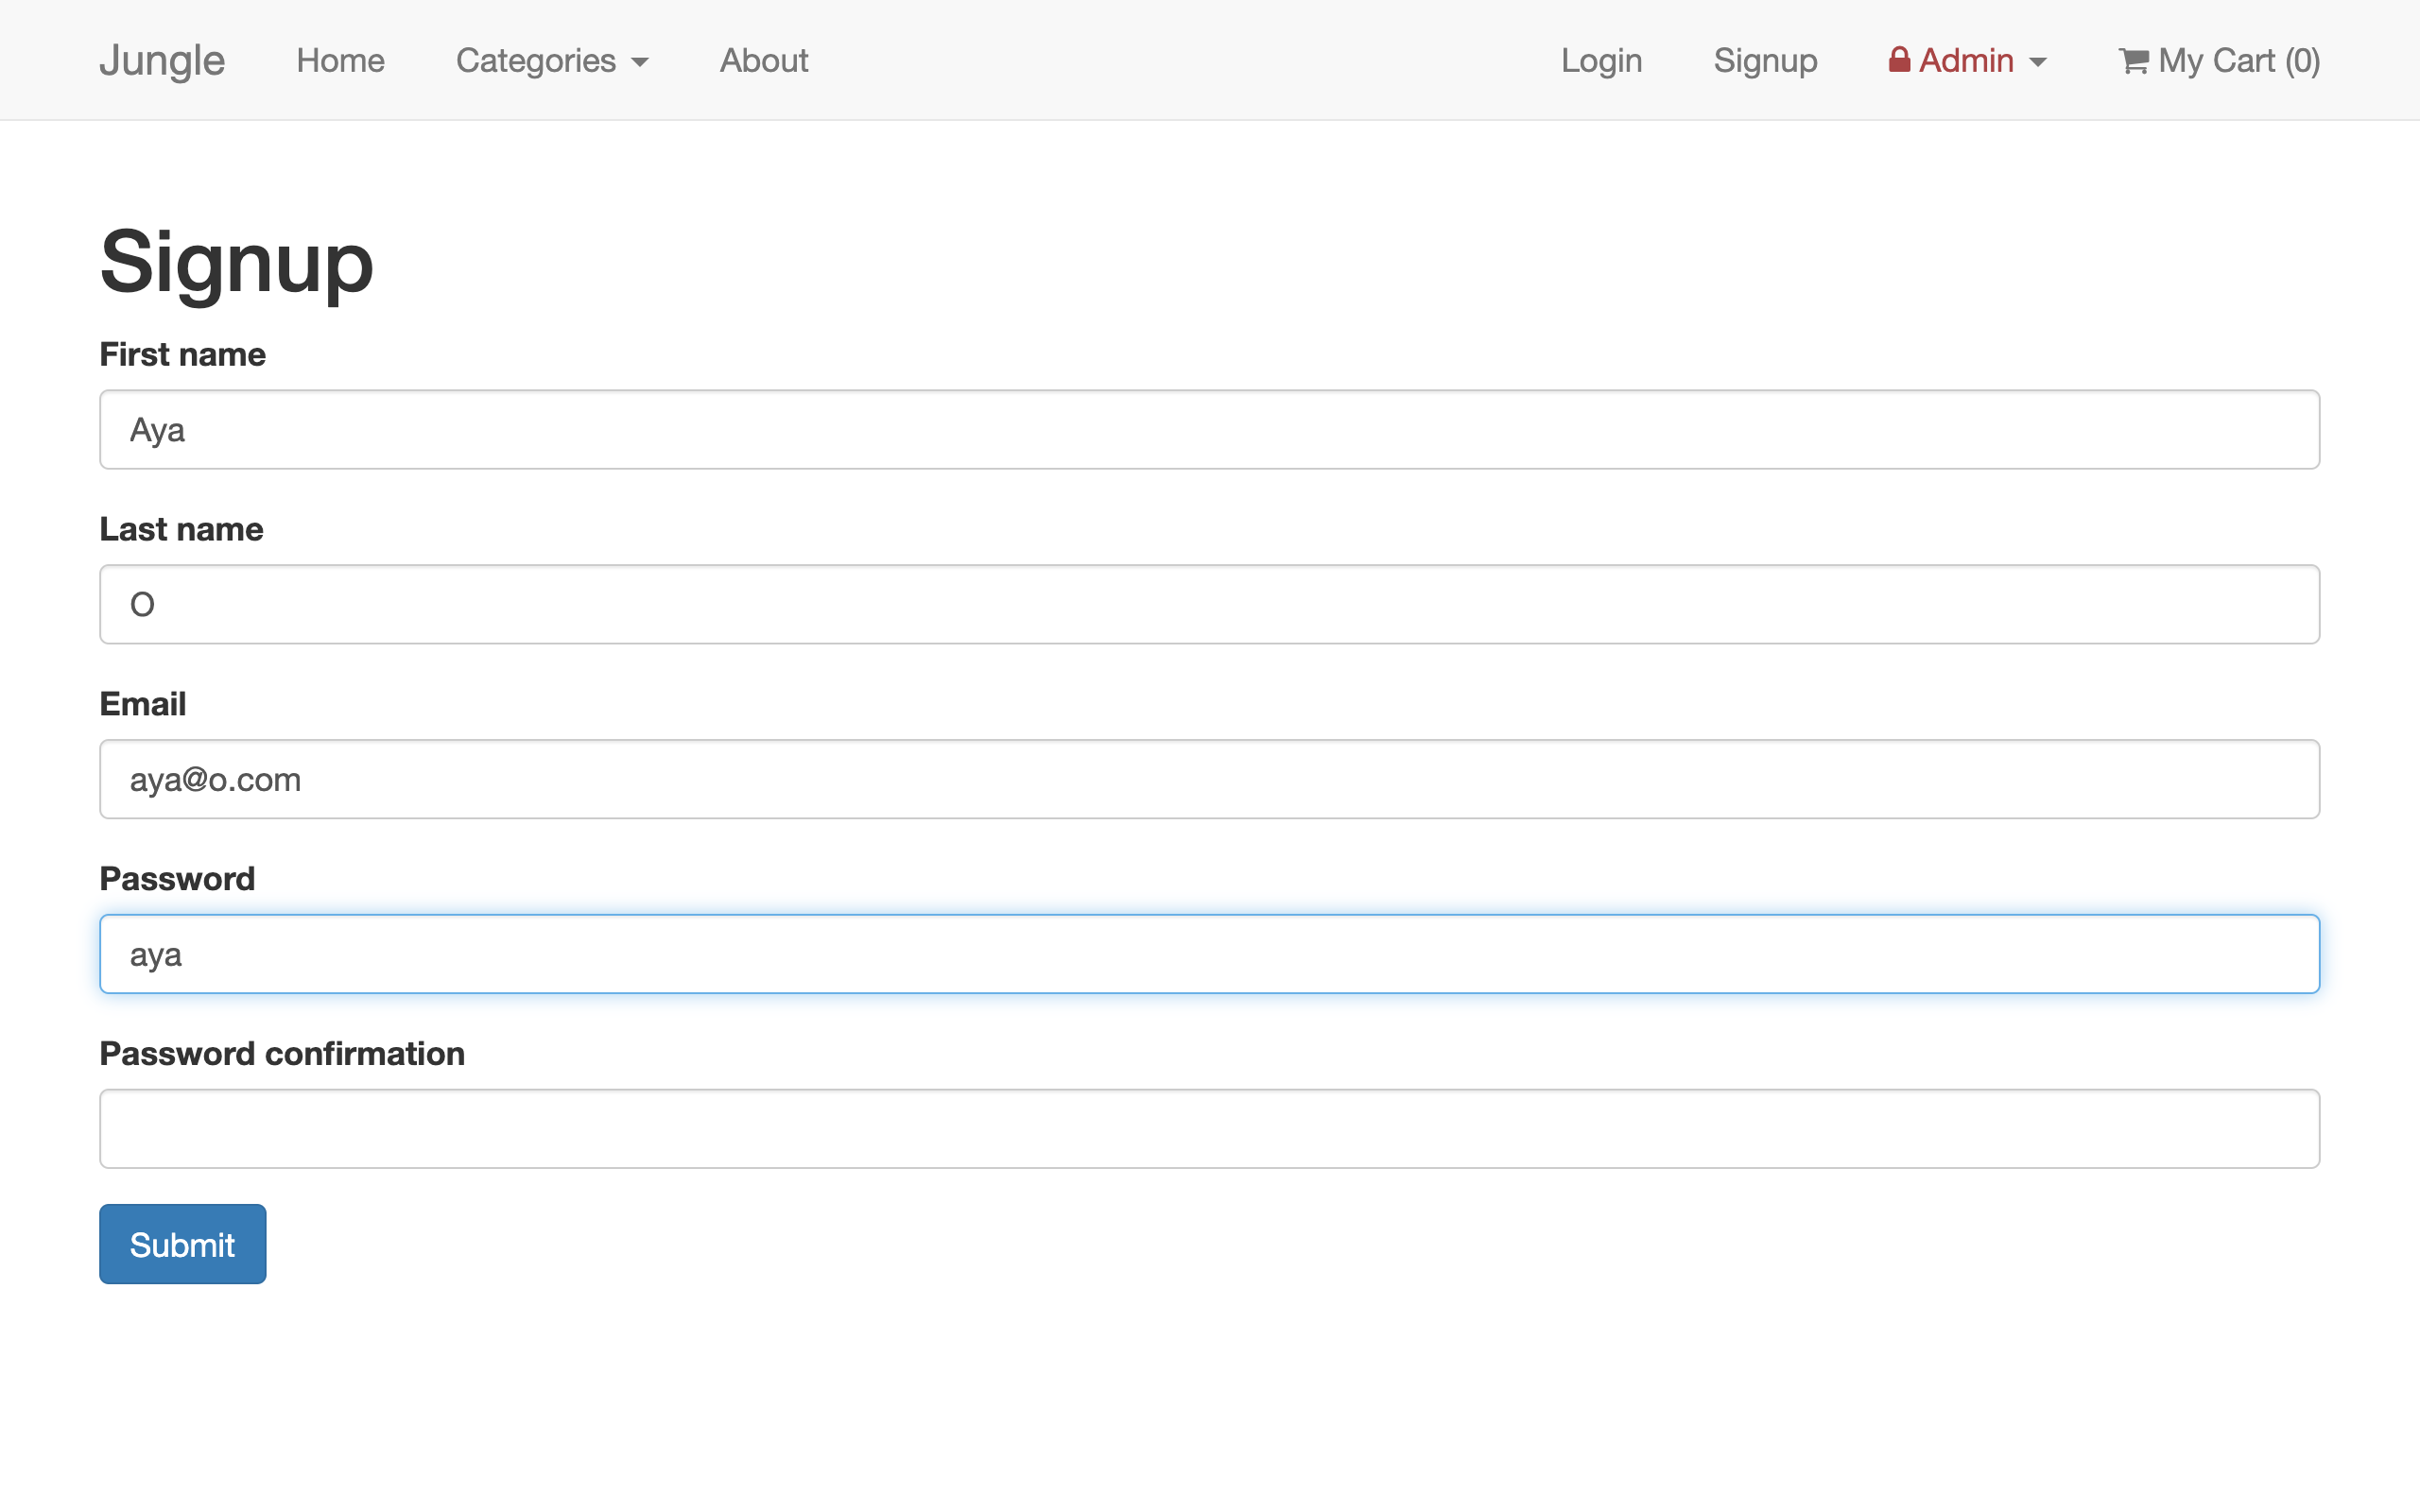 Jungle Home Categories About Login Signup Admin My Cart (0)
Signup
First name
Aya
Last name
O
Email
aya@o.com
Password
aya
Password confirmation
Submit